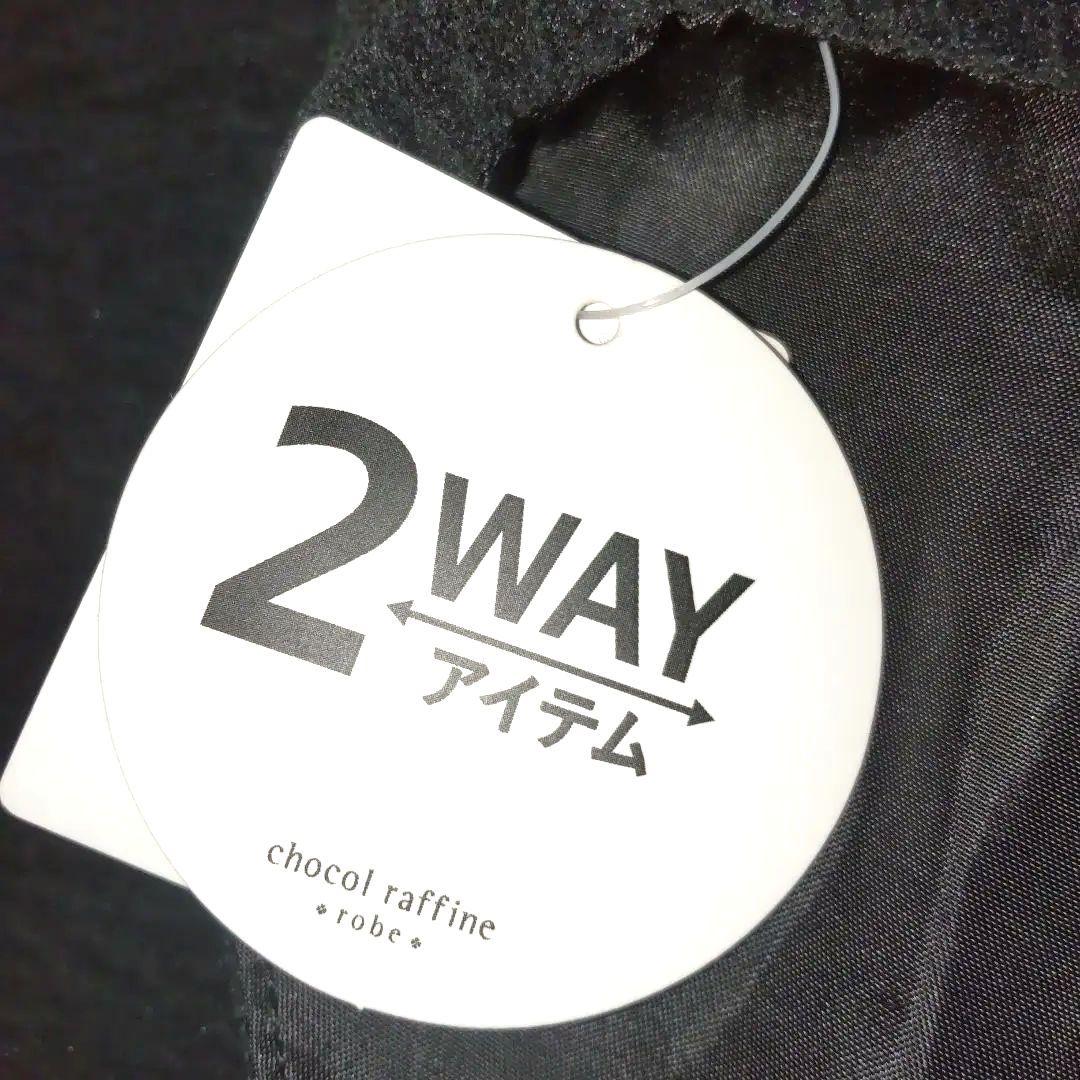 2WAY
アイテム
chocol raffine
robe